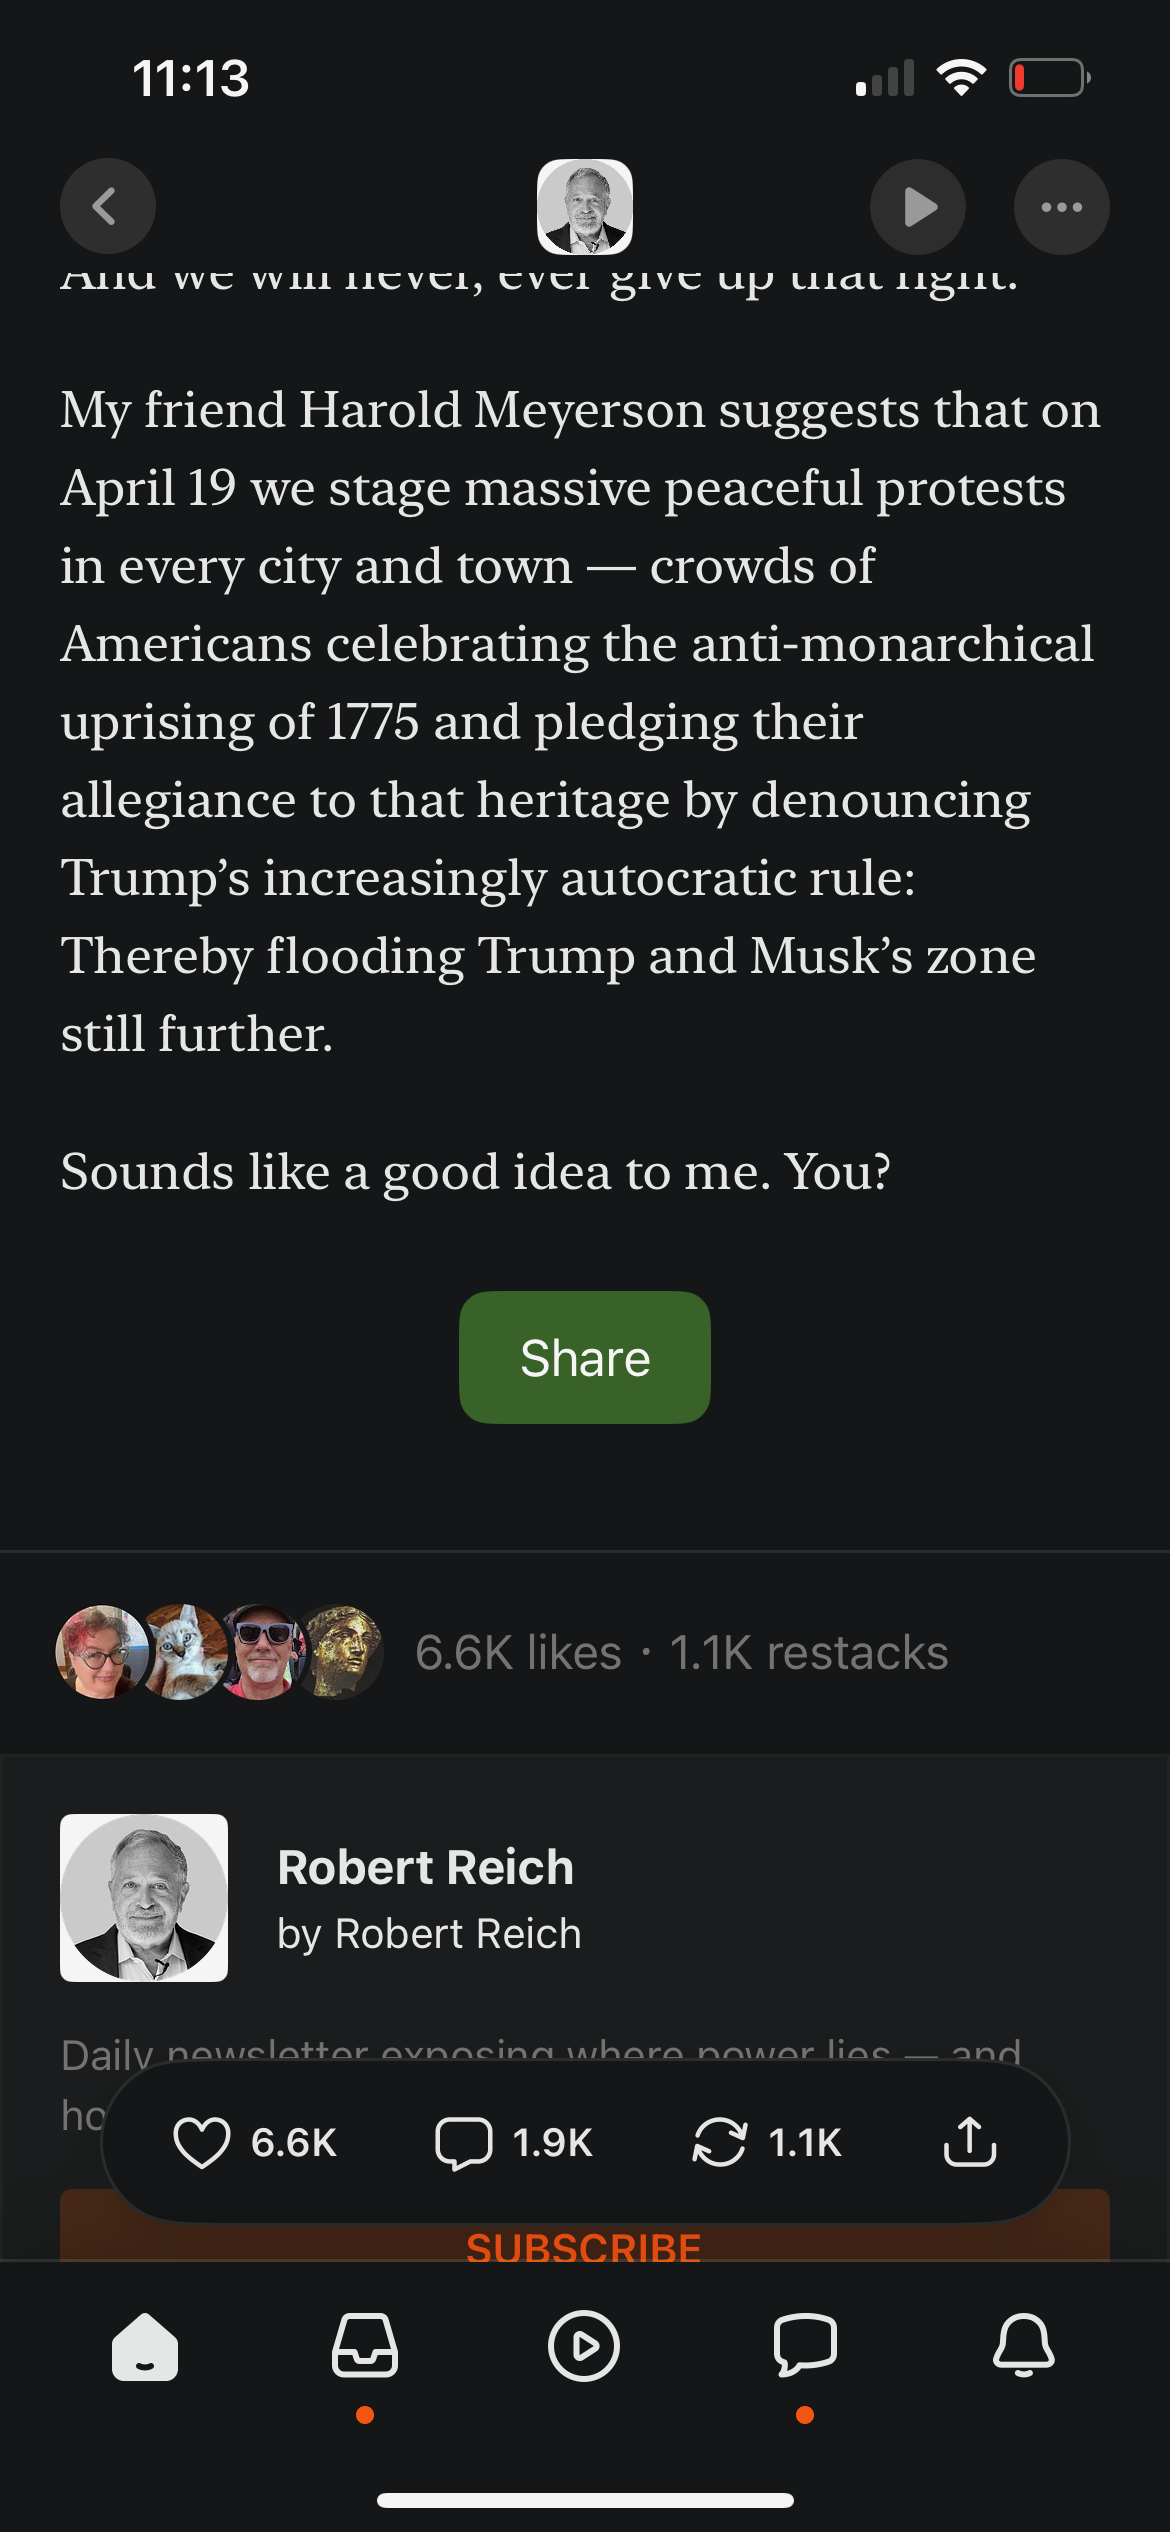 11:13
And we will never, ever give up that right.
My friend Harold Meyerson suggests that on
April 19 we stage massive peaceful protests
in every city and town — crowds of
Americans celebrating the anti-monarchical
uprising of 1775 and pledging their
allegiance to that heritage by denouncing
Trump’s increasingly autocratic rule:
Thereby flooding Trump and Musk’s zone
still further.
Sounds like a good idea to me. You?
Share
6.6K likes · 1.1K restacks
Robert Reich
by Robert Reich
Daily newsletter exposing where power lies — and
6.6K 1.9K 1.1K
SUBSCRIBE